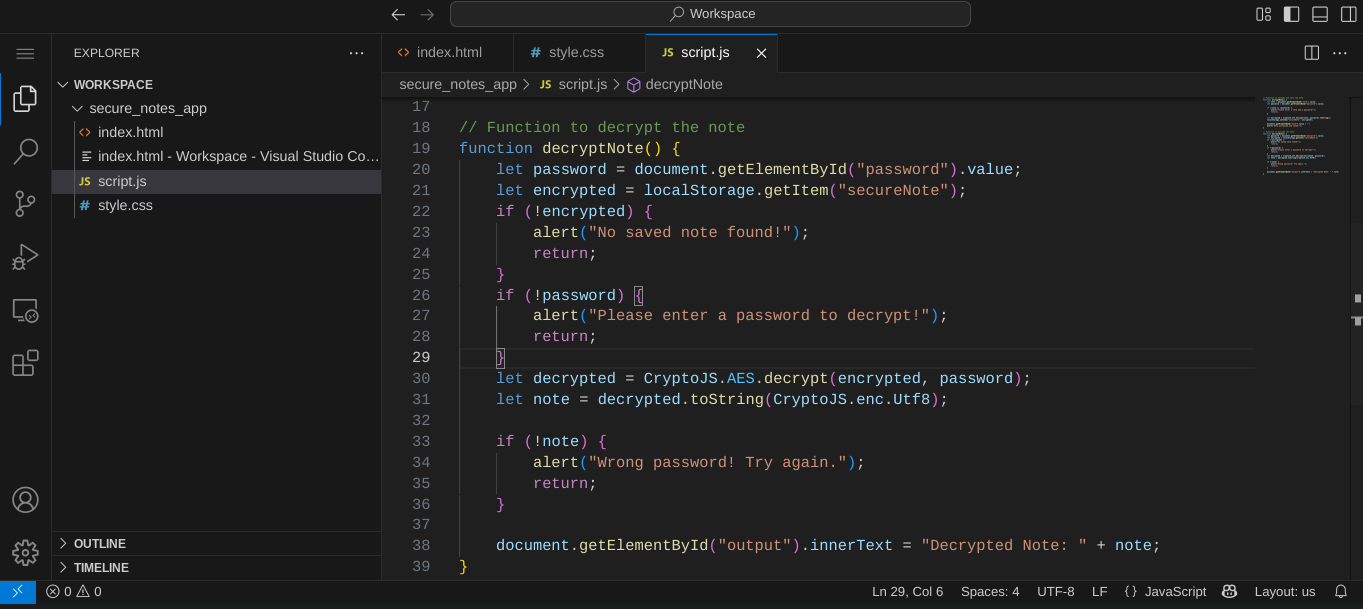 Workspace
EXPLORER
WORKSPACE
secure_notes_app
index.html
index.html - Workspace - Visual Studio Co...
JS script.js
# style.css
OUTLINE
TIMELINE
index.html # style.css JS script.js
secure_notes_app > JS script.js > decryptNote
17
18 // Function to decrypt the note
19 function decryptNote() {
20     let password = document.getElementById("password").value;
21     let encrypted = localStorage.getItem("secureNote");
22     if (!encrypted) {
23         alert("No saved note found!");
24         return;
25     }
26     if (!password) {
27         alert("Please enter a password to decrypt!");
28         return;
29     }
30     let decrypted = CryptoJS.AES.decrypt(encrypted, password);
31     let note = decrypted.toString(CryptoJS.enc.Utf8);
32
33     if (!note) {
34         alert("Wrong password! Try again.");
35         return;
36     }
37
38     document.getElementById("output").innerText = "Decrypted Note: " + note;
39 }
0 0 Ln 29, Col 6 Spaces: 4 UTF-8 LF {} JavaScript Layout: us